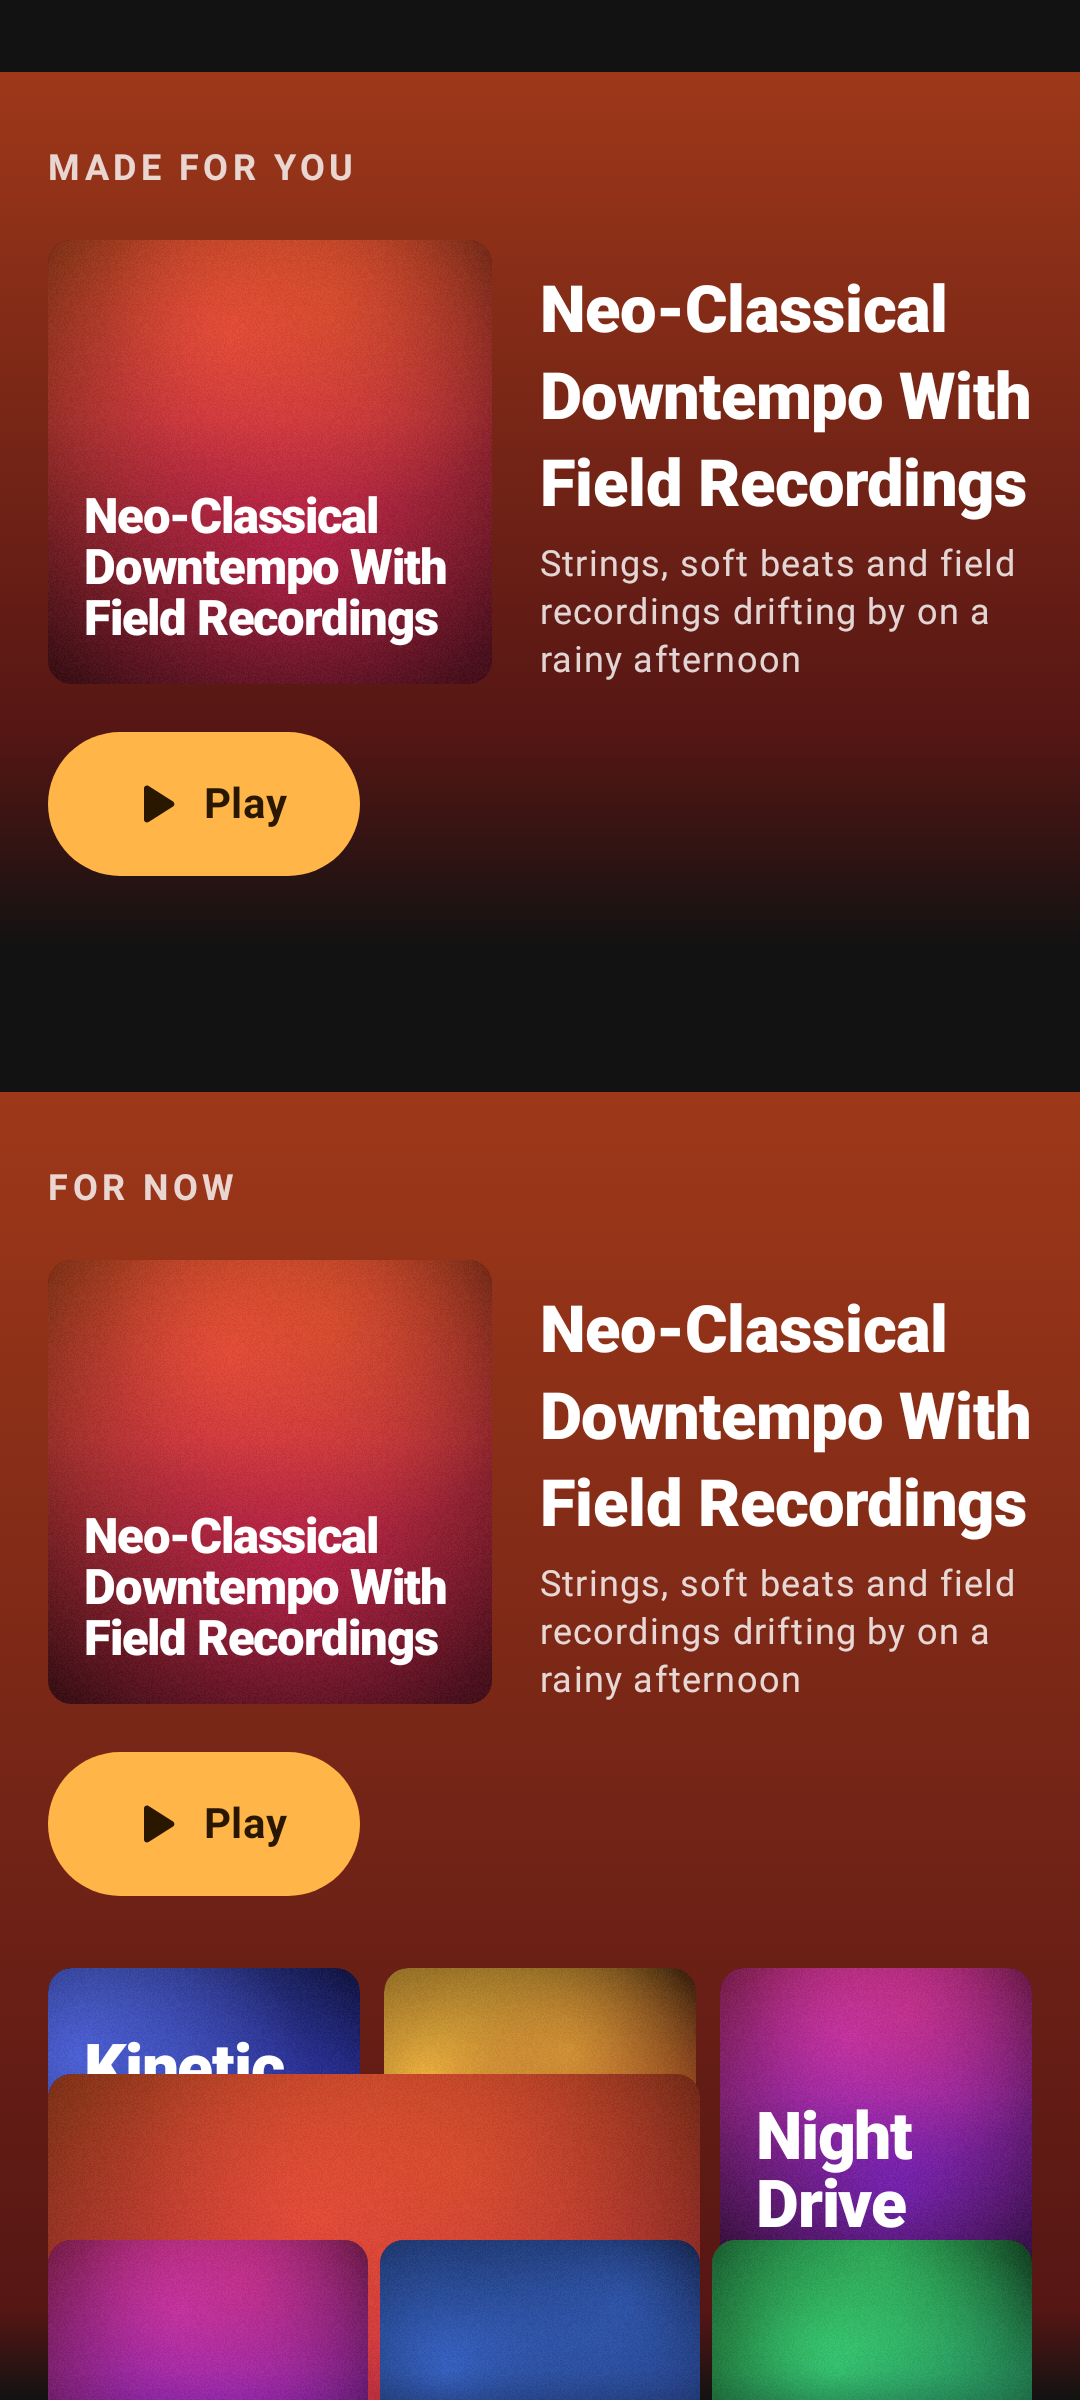 MADE FOR YOU
Neo-Classical
Downtempo With
Field Recordings
Neo-Classical
Downtempo With
Field Recordings
Strings, soft beats and field
recordings drifting by on a
rainy afternoon
Play
FOR NOW
Neo-Classical
Downtempo With
Field Recordings
Neo-Classical
Downtempo With
Field Recordings
Strings, soft beats and field
recordings drifting by on a
rainy afternoon
Play
Kinetic
Night
Drive